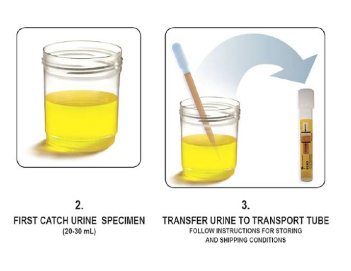 2.
FIRST CATCH URINE SPECIMEN
(20-30 mL)
3.
TRANSFER URINE TO TRANSPORT TUBE
FOLLOW INSTRUCTIONS FOR STORING
AND SHIPPING CONDITIONS